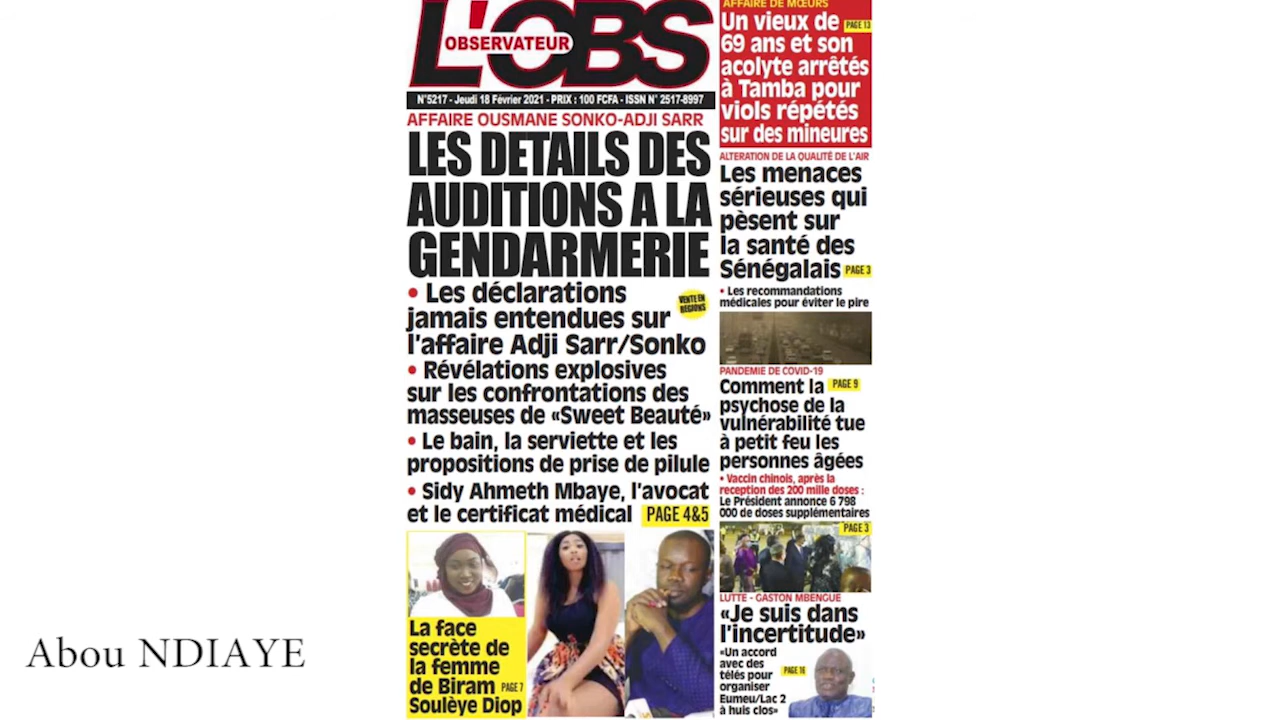 L'OBS
OBSERVATEUR
N°5217 - Jeudi 18 Février 2021 - PRIX : 100 FCFA - ISSN N° 2517-8997
AFFAIRE OUSMANE SONKO-ADJI SARR
LES DETAILS DES
AUDITIONS A LA
GENDARMERIE
• Les déclarations
jamais entendues sur
l'affaire Adji Sarr/Sonko
VENTE EN
REGIONS
• Révélations explosives
sur les confrontations des
masseuses de «Sweet Beauté»
• Le bain, la serviette et les
propositions de prise de pilule
• Sidy Ahmeth Mbaye, l'avocat
et le certificat médical PAGE 4&5
La face
secrète de
la femme
de Biram PAGE 7
Soulèye Diop
AFFAIRE DE MŒURS
Un vieux de PAGE 13
69 ans et son
acolyte arrêtés
à Tamba pour
viols répétés
sur des mineures
ALTERATION DE LA QUALITÉ DE L'AIR
Les menaces
sérieuses qui
pèsent sur
la santé des
Sénégalais PAGE 3
• Les recommandations
médicales pour éviter le pire
PANDEMIE DE COVID-19
Comment la PAGE 9
psychose de la
vulnérabilité tue
à petit feu les
personnes âgées
• Vaccin chinois, après la
reception des 200 mille doses :
Le Président annonce 6 798
000 de doses supplémentaires
PAGE 3
LUTTE - GASTON MBENGUE
«Je suis dans
l'incertitude»
«Un accord
avec des
télés pour PAGE 16
organiser
Eumeu/Lac 2
à huis clos»
Abou NDIAYE